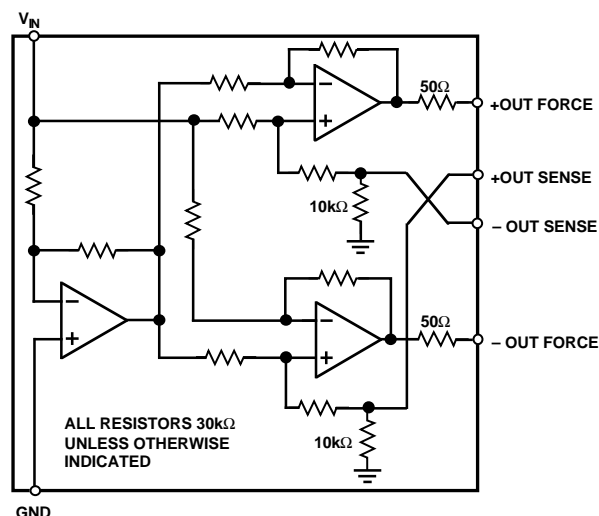 VIN
50Ω
+OUT FORCE
+OUT SENSE
10kΩ
– OUT SENSE
50Ω
– OUT FORCE
ALL RESISTORS 30kΩ
UNLESS OTHERWISE
INDICATED
10kΩ
GND